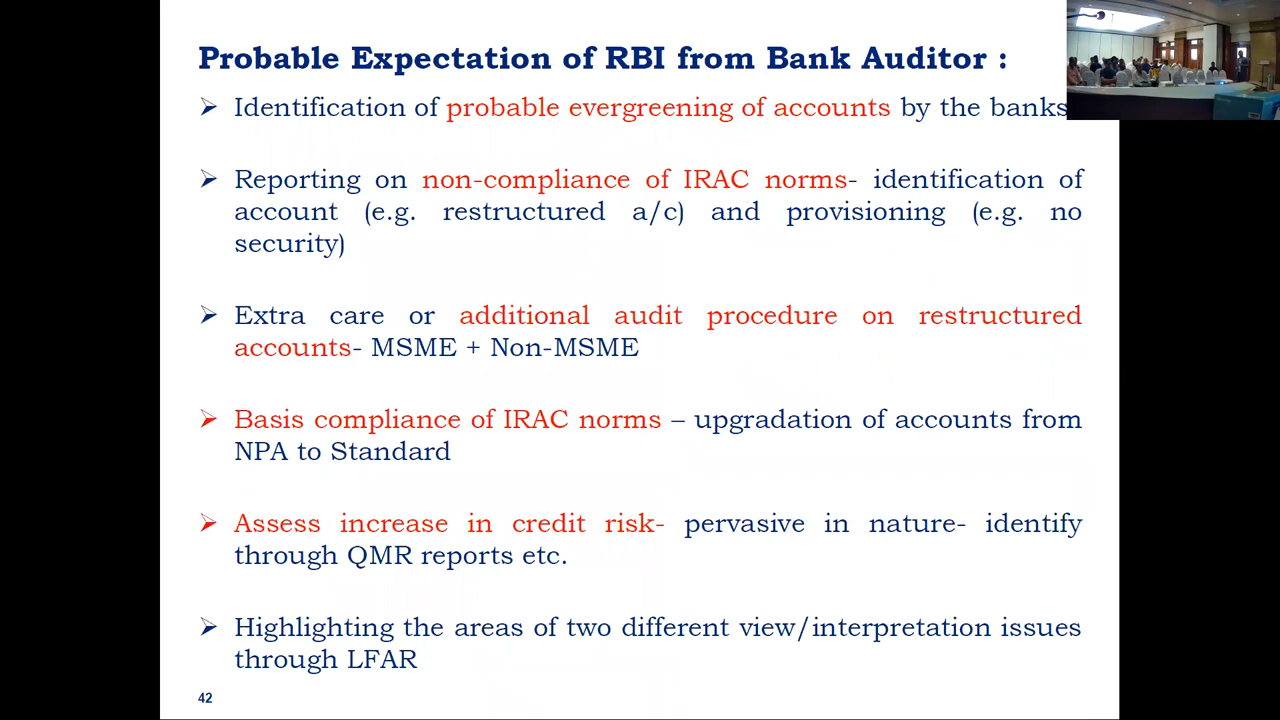 Probable Expectation of RBI from Bank Auditor :
➢ Identification of probable evergreening of accounts by the banks
➢ Reporting on non-compliance of IRAC norms- identification of
account (e.g. restructured a/c) and provisioning (e.g. no
security)
➢ Extra care or additional audit procedure on restructured
accounts- MSME + Non-MSME
➢ Basis compliance of IRAC norms – upgradation of accounts from
NPA to Standard
➢ Assess increase in credit risk- pervasive in nature- identify
through QMR reports etc.
➢ Highlighting the areas of two different view/interpretation issues
through LFAR
42